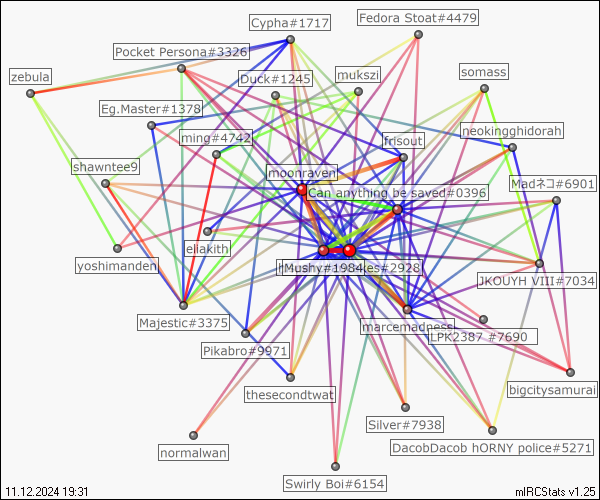 Fedora Stoat#4479
Cypha#1717
Pocket Persona#3326
zebula
Duck#1245
mukszi
somass
Eg.Master#1378
ming#4742
frisout
neokingghidorah
shawntee9
moonraven
Can anything be saved#0396
Madネコ#6901
eliakith
yoshimanden
Mushy#1984
es#2928
JKOUYH VIII#7034
Majestic#3375
marcemadness
LPK2387 #7690
Pikabro#9971
thesecondtwat
bigcitysamurai
Silver#7938
normalwan
DacobDacob hORNY police#5271
Swirly Boi#6154
11.12.2024 19:31
mIRCStats v1.25